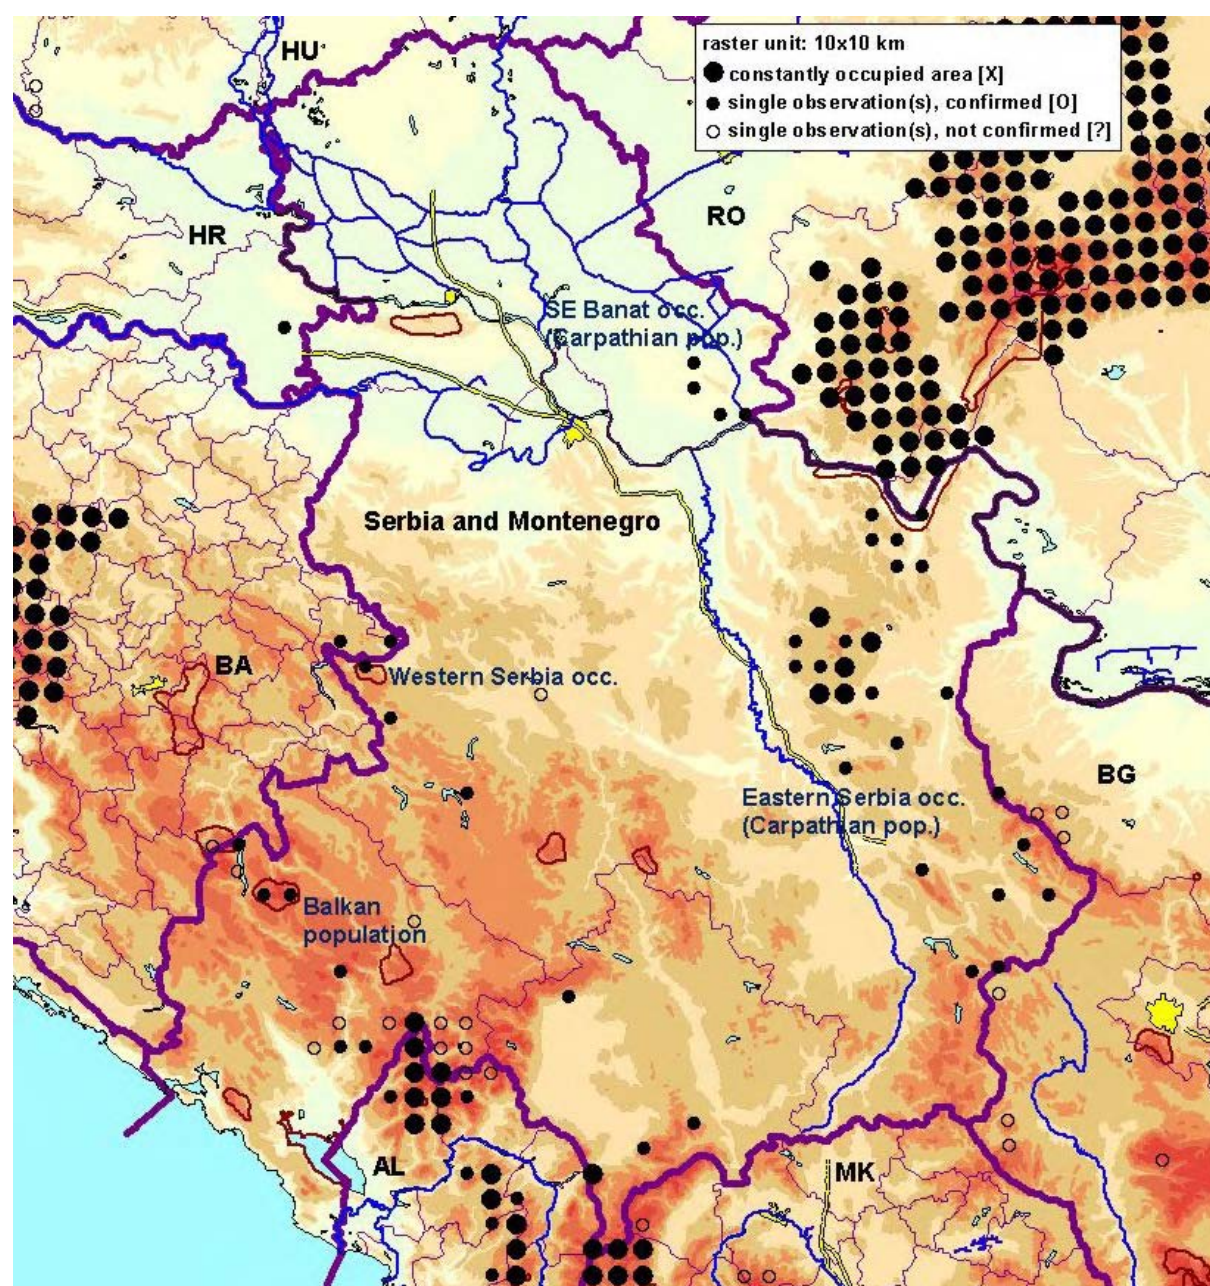 HU
raster unit: 10x10 km
constantly occupied area [X]
single observation(s), confirmed [O]
single observation(s), not confirmed [?]
RO
HR
SE Banat occ.
(Carpathian pop.)
Serbia and Montenegro
BA
Western Serbia occ.
BG
Eastern Serbia occ.
(Carpathian pop.)
Balkan
population
AL
MK